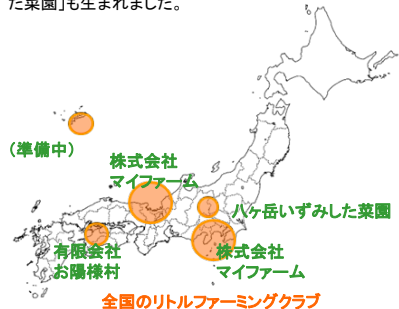 た菜園」も生まれました。
(準備中)
株式会社
マイファーム
八ヶ岳いずみした菜園
有限会社
お陽様村
株式会社
マイファーム
全国のリトルファーミングクラブ